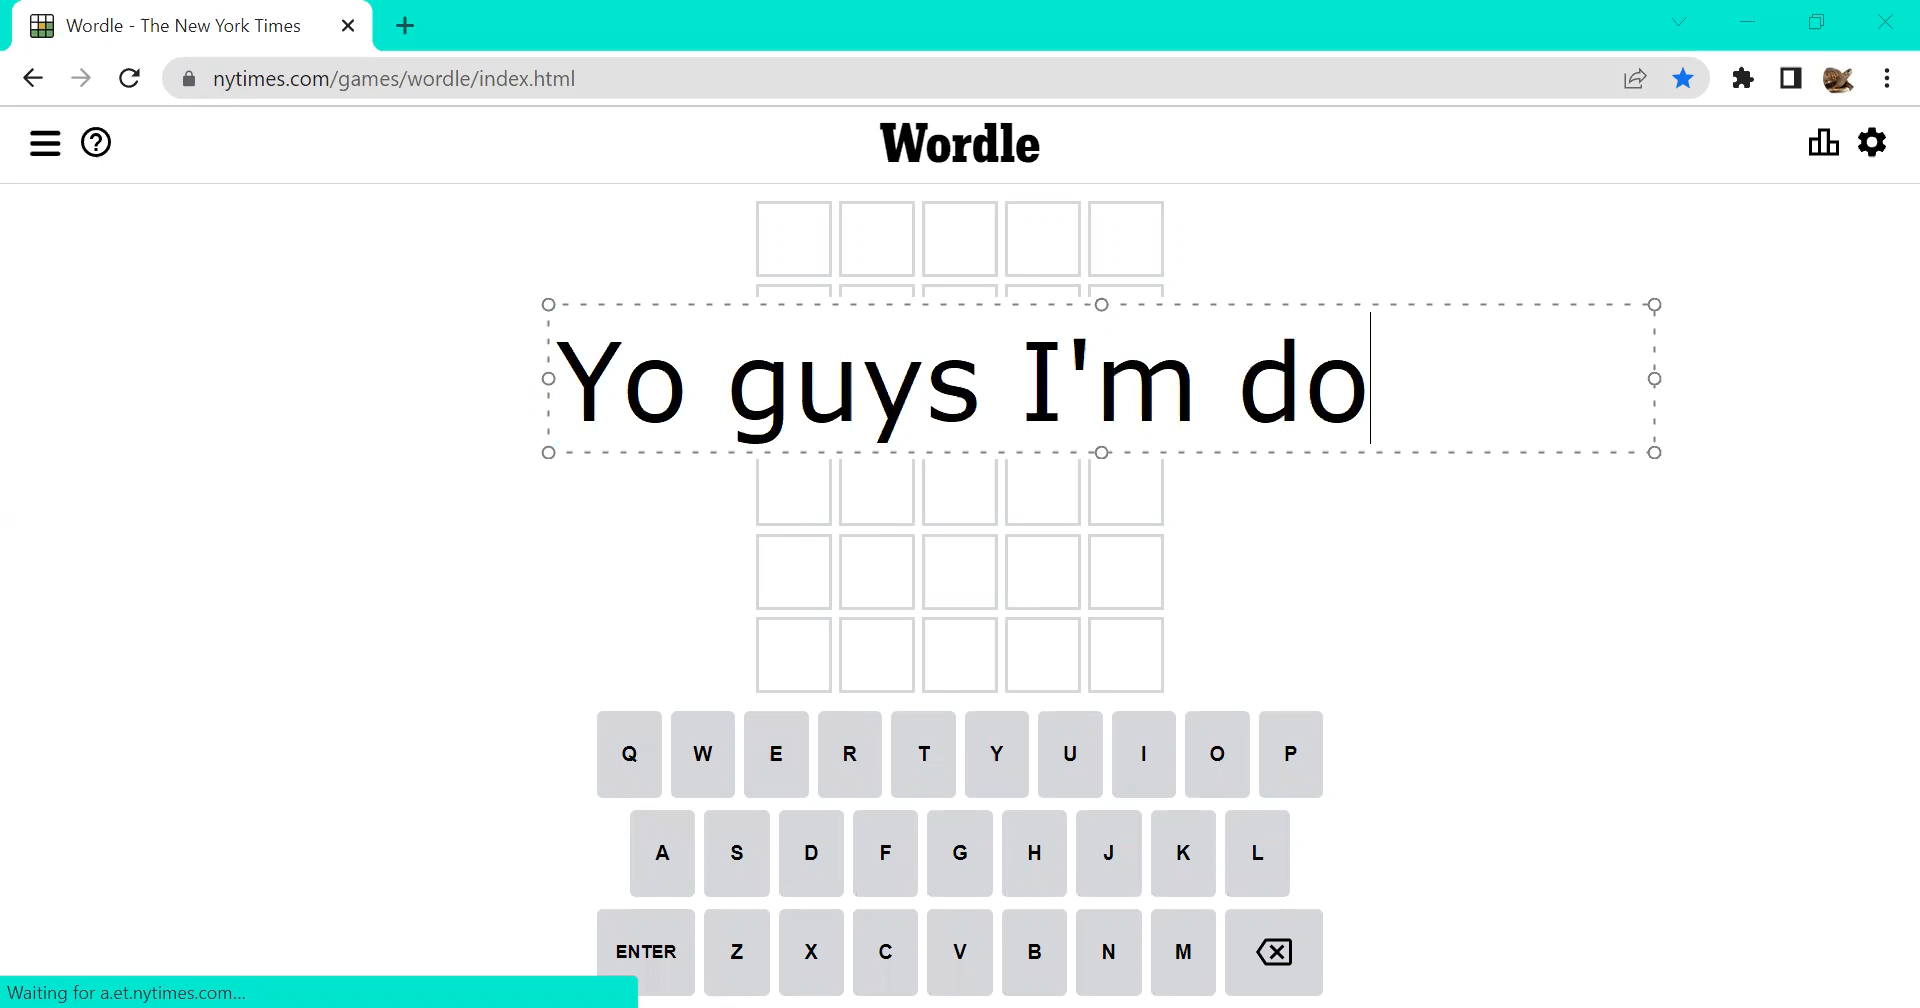 Wordle - The New York Times
nytimes.com/games/wordle/index.html
Wordle
Yo guys I'm do
Q W E R T Y U I O P
A S D F G H J K L
ENTER Z X C V B N M
Waiting for a.et.nytimes.com...